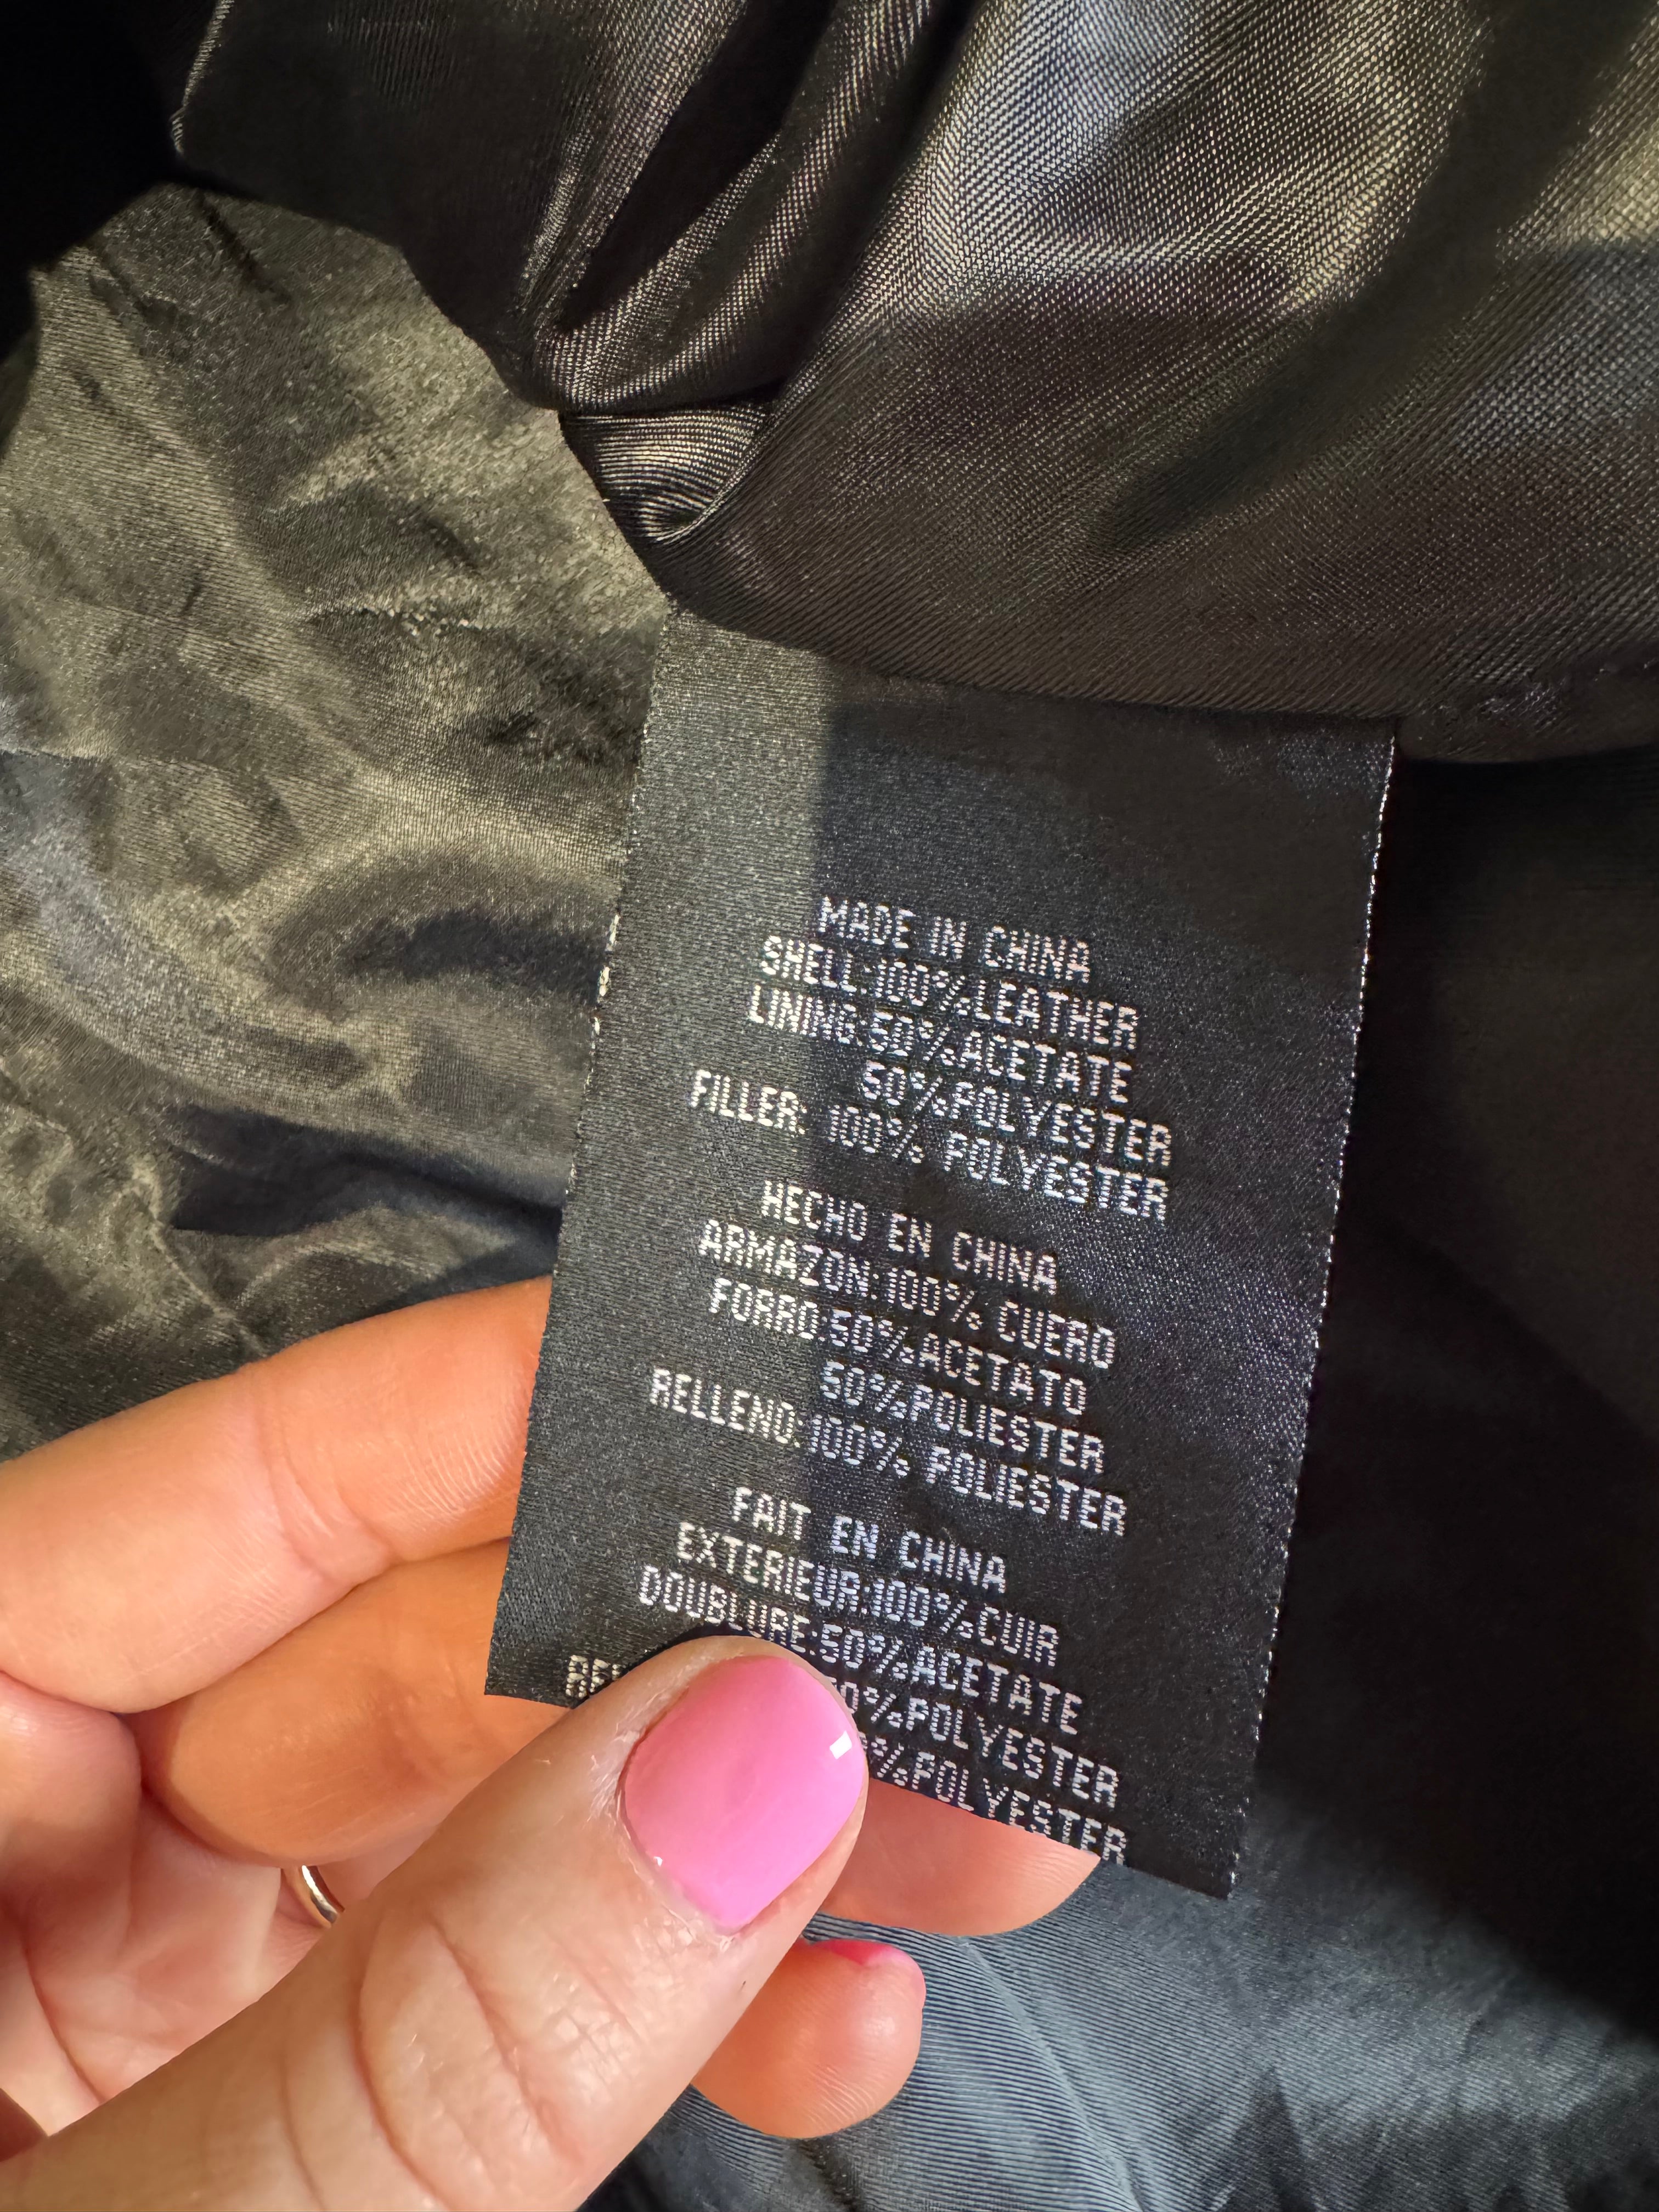 MADE IN CHINA
SHELL:100%LEATHER
LINING:50%ACETATE
50%POLYESTER
FILLER: 100% POLYESTER
HECHO EN CHINA
ARMAZON:100% CUERO
FORRO:50%ACETATO
50%POLIESTER
RELLENO:100% POLIESTER
FAIT EN CHINA
EXTERIEUR:100%CUIR
DOUBLURE:50%ACETATE
%POLYESTER
%POLYESTER